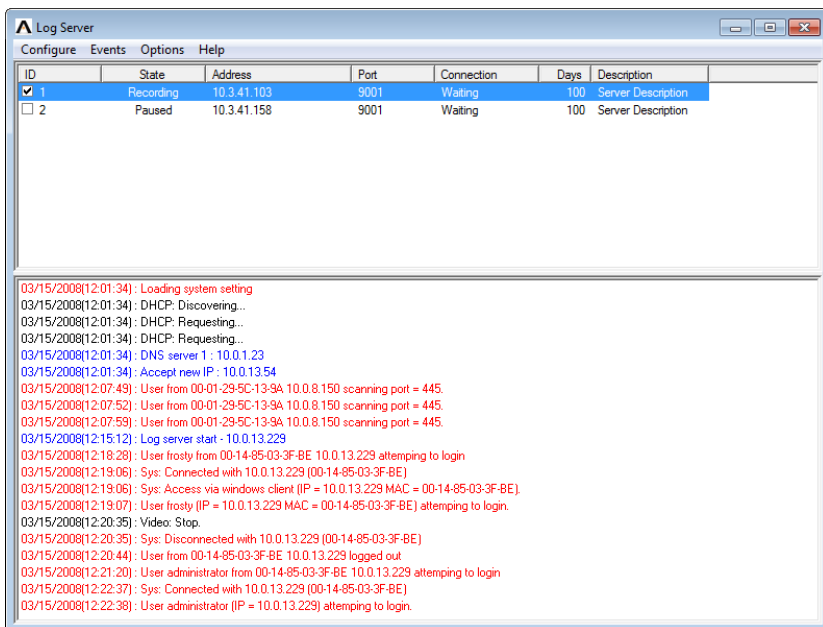 Log Server
Configure Events Options Help
ID State Address Port Connection Days Description
1 Recording 10.3.41.103 9001 Waiting 100 Server Description
2 Paused 10.3.41.158 9001 Waiting 100 Server Description
03/15/2008(12:01:34) : Loading system setting
03/15/2008(12:01:34) : DHCP: Discovering...
03/15/2008(12:01:34) : DHCP: Requesting...
03/15/2008(12:01:34) : DHCP: Requesting...
03/15/2008(12:01:34) : DNS server 1 : 10.0.1.23
03/15/2008(12:01:34) : Accept new IP : 10.0.13.54
03/15/2008(12:07:49) : User from 00-01-29-5C-13-9A 10.0.8.150 scanning port = 445.
03/15/2008(12:07:52) : User from 00-01-29-5C-13-9A 10.0.8.150 scanning port = 445.
03/15/2008(12:07:59) : User from 00-01-29-5C-13-9A 10.0.8.150 scanning port = 445.
03/15/2008(12:15:12) : Log server start - 10.0.13.229
03/15/2008(12:18:28) : User frosty from 00-14-85-03-3F-BE 10.0.13.229 attemping to login
03/15/2008(12:19:06) : Sys: Connected with 10.0.13.229 (00-14-85-03-3F-BE)
03/15/2008(12:19:06) : Sys: Access via windows client (IP = 10.0.13.229 MAC = 00-14-85-03-3F-BE).
03/15/2008(12:19:07) : User frosty (IP = 10.0.13.229 MAC = 00-14-85-03-3F-BE) attemping to login.
03/15/2008(12:20:35) : Video: Stop.
03/15/2008(12:20:35) : Sys: Disconnected with 10.0.13.229 (00-14-85-03-3F-BE)
03/15/2008(12:20:44) : User from 00-14-85-03-3F-BE 10.0.13.229 logged out
03/15/2008(12:21:20) : User administrator from 00-14-85-03-3F-BE 10.0.13.229 attemping to login
03/15/2008(12:22:37) : Sys: Connected with 10.0.13.229 (00-14-85-03-3F-BE)
03/15/2008(12:22:38) : User administrator (IP = 10.0.13.229) attemping to login.